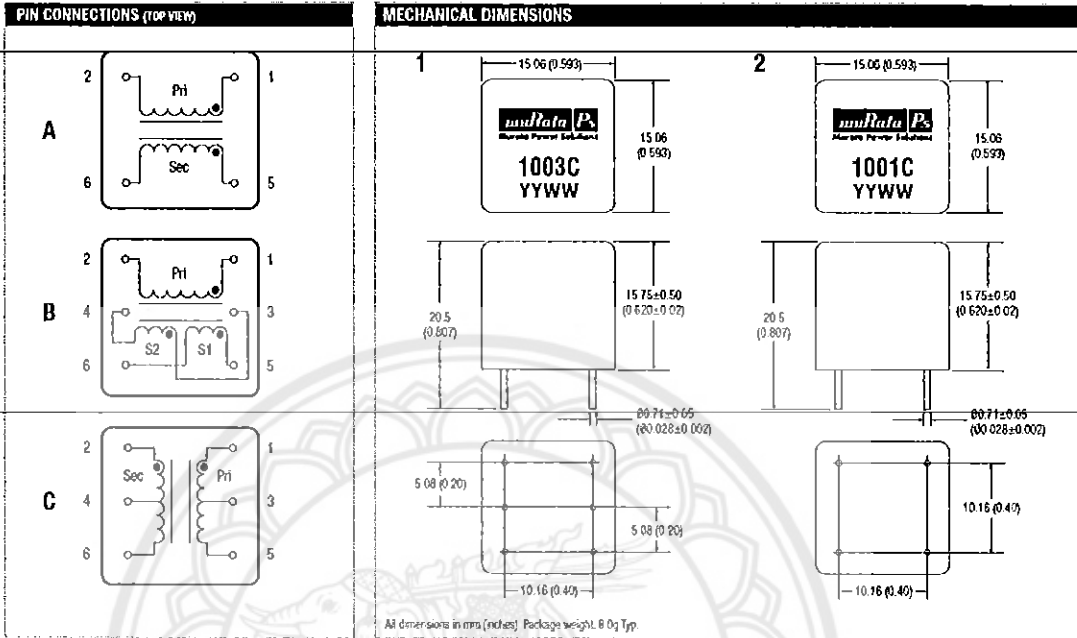 PIN CONNECTIONS (TOP VIEW)
A
2
1
Pri
Sec
6
5
B
2
1
Pri
4
3
S2
S1
6
5
C
2
1
Sec
Pri
4
3
6
5
MECHANICAL DIMENSIONS
1
15.06 (0.593)
muRata Ps
Murata Power Solutions
1003C
YYWW
15.06
(0.593)
20.5
(0.807)
15.75±0.50
(0.620±0.02)
Ø0.71±0.05
(Ø0.028±0.002)
5.08 (0.20)
5.08 (0.20)
10.16 (0.40)
2
15.06 (0.593)
muRata Ps
Murata Power Solutions
1001C
YYWW
15.06
(0.593)
20.5
(0.807)
15.75±0.50
(0.620±0.02)
Ø0.71±0.05
(Ø0.028±0.002)
10.16 (0.40)
10.16 (0.40)
All dimensions in mm (inches) Package weight. 8.0g Typ.